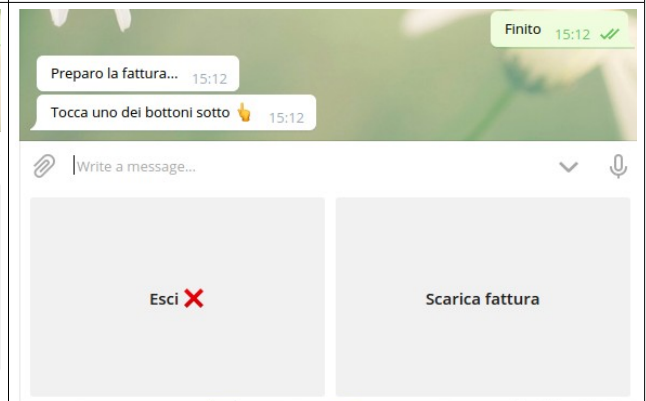 Finito 15:12
Preparo la fattura... 15:12
Tocca uno dei bottoni sotto 👆 15:12
Write a message...
Esci ❌
Scarica fattura